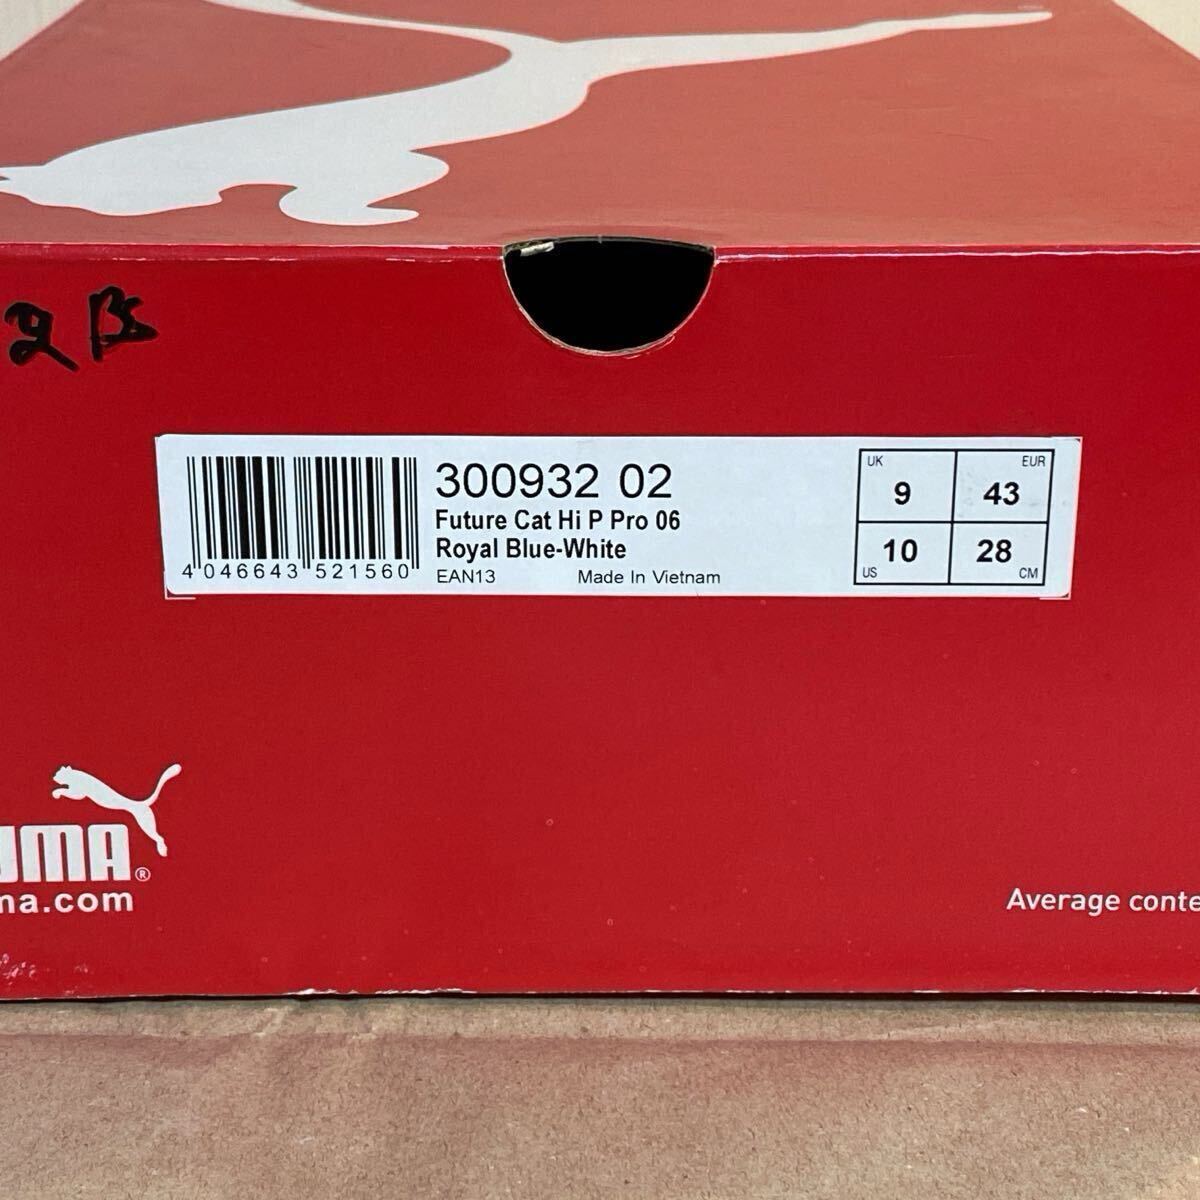 300932 02
Future Cat Hi P Pro 06
Royal Blue-White
4 046643 521560
EAN13 Made In Vietnam
UK 9
EUR 43
US 10
28 CM
UMA®
ma.com
Average conte